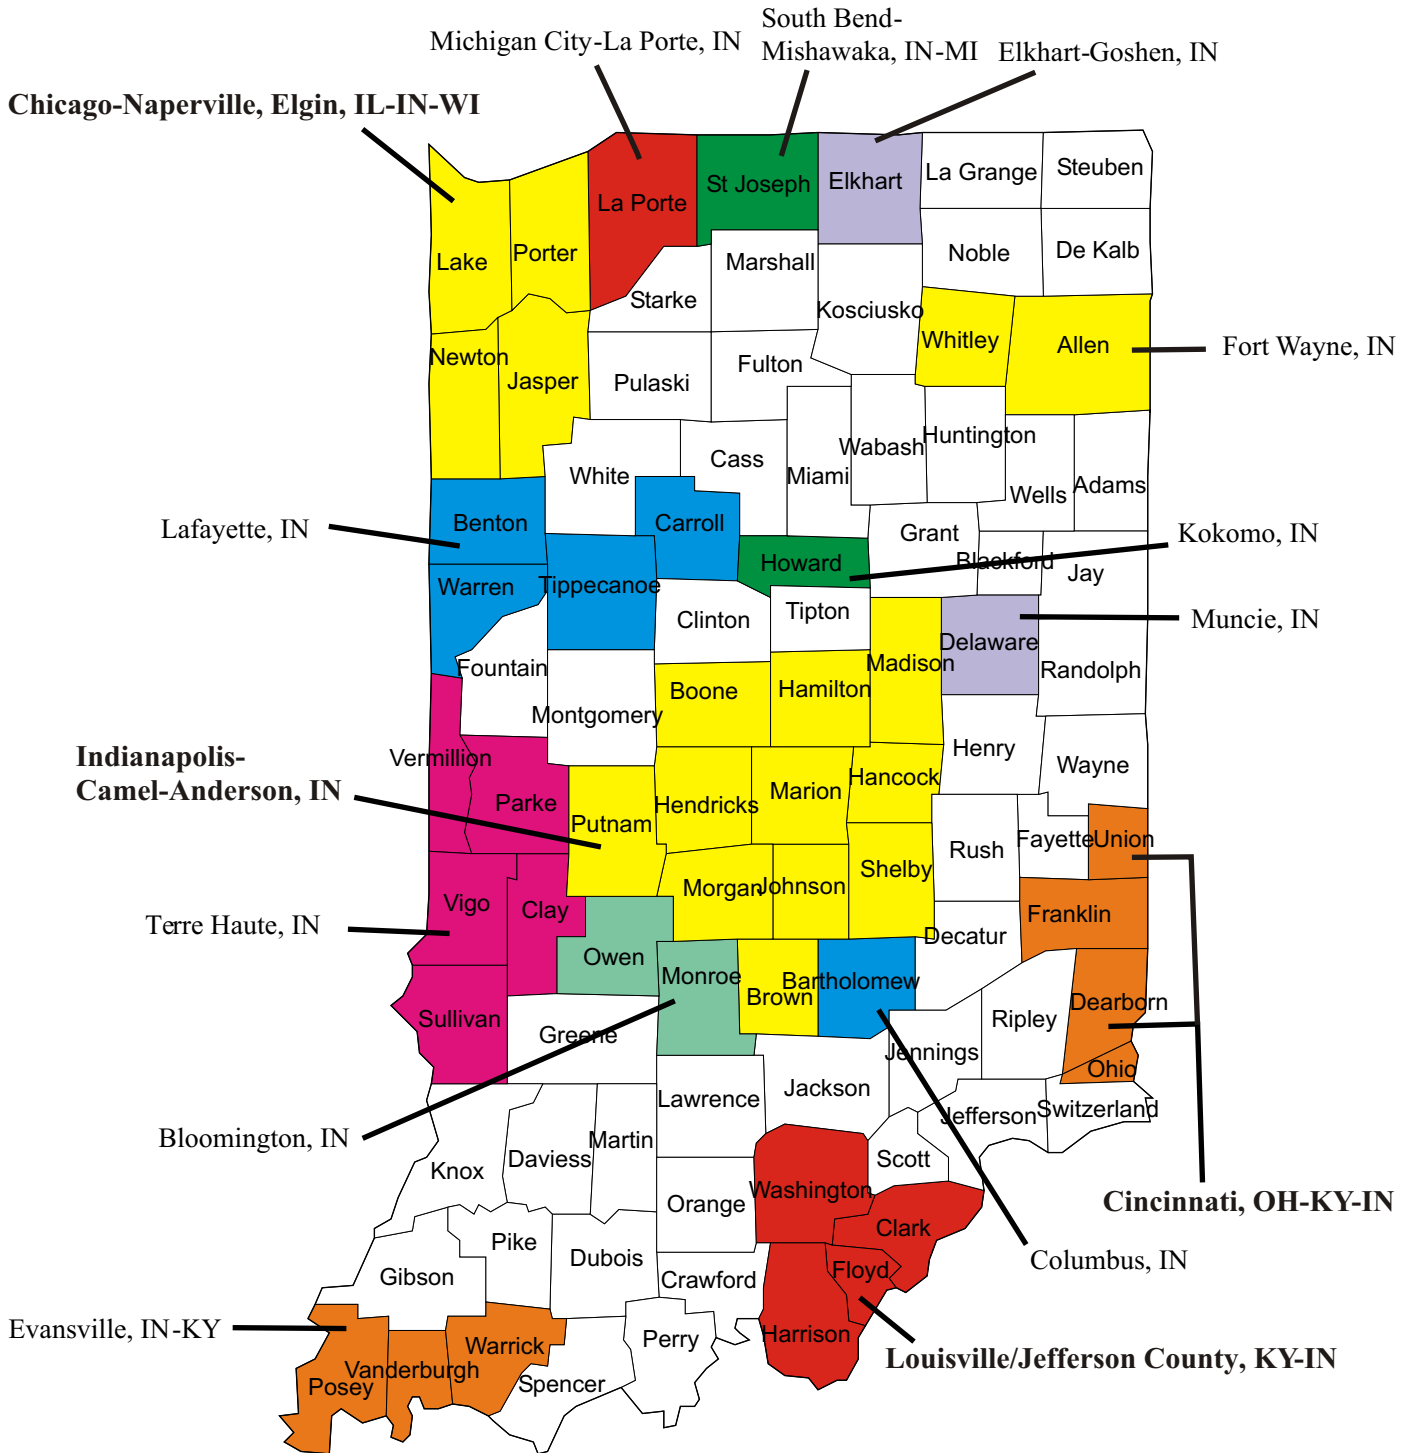 South Bend-
Mishawaka, IN-MI
Michigan City-La Porte, IN
Elkhart-Goshen, IN
Chicago-Naperville, Elgin, IL-IN-WI
La Porte
St Joseph
Elkhart
La Grange
Steuben
Lake
Porter
Marshall
Noble
De Kalb
Starke
Kosciusko
Newton
Jasper
Pulaski
Fulton
Whitley
Allen
Fort Wayne, IN
White
Cass
Miami
Wabash
Huntington
Wells
Adams
Lafayette, IN
Benton
Carroll
Grant
Kokomo, IN
Howard
Blackford
Jay
Warren
Tippecanoe
Clinton
Tipton
Muncie, IN
Madison
Delaware
Randolph
Fountain
Boone
Hamilton
Montgomery
Indianapolis-
Camel-Anderson, IN
Vermillion
Henry
Wayne
Parke
Putnam
Hendricks
Marion
Hancock
Rush
Fayette
Union
Vigo
Clay
Morgan
Johnson
Shelby
Franklin
Terre Haute, IN
Owen
Monroe
Brown
Bartholomew
Decatur
Dearborn
Sullivan
Greene
Jennings
Ripley
Ohio
Bloomington, IN
Lawrence
Jackson
Jefferson
Switzerland
Knox
Daviess
Martin
Scott
Orange
Washington
Clark
Cincinnati, OH-KY-IN
Columbus, IN
Pike
Dubois
Gibson
Crawford
Floyd
Evansville, IN-KY
Posey
Vanderburgh
Warrick
Spencer
Perry
Harrison
Louisville/Jefferson County, KY-IN